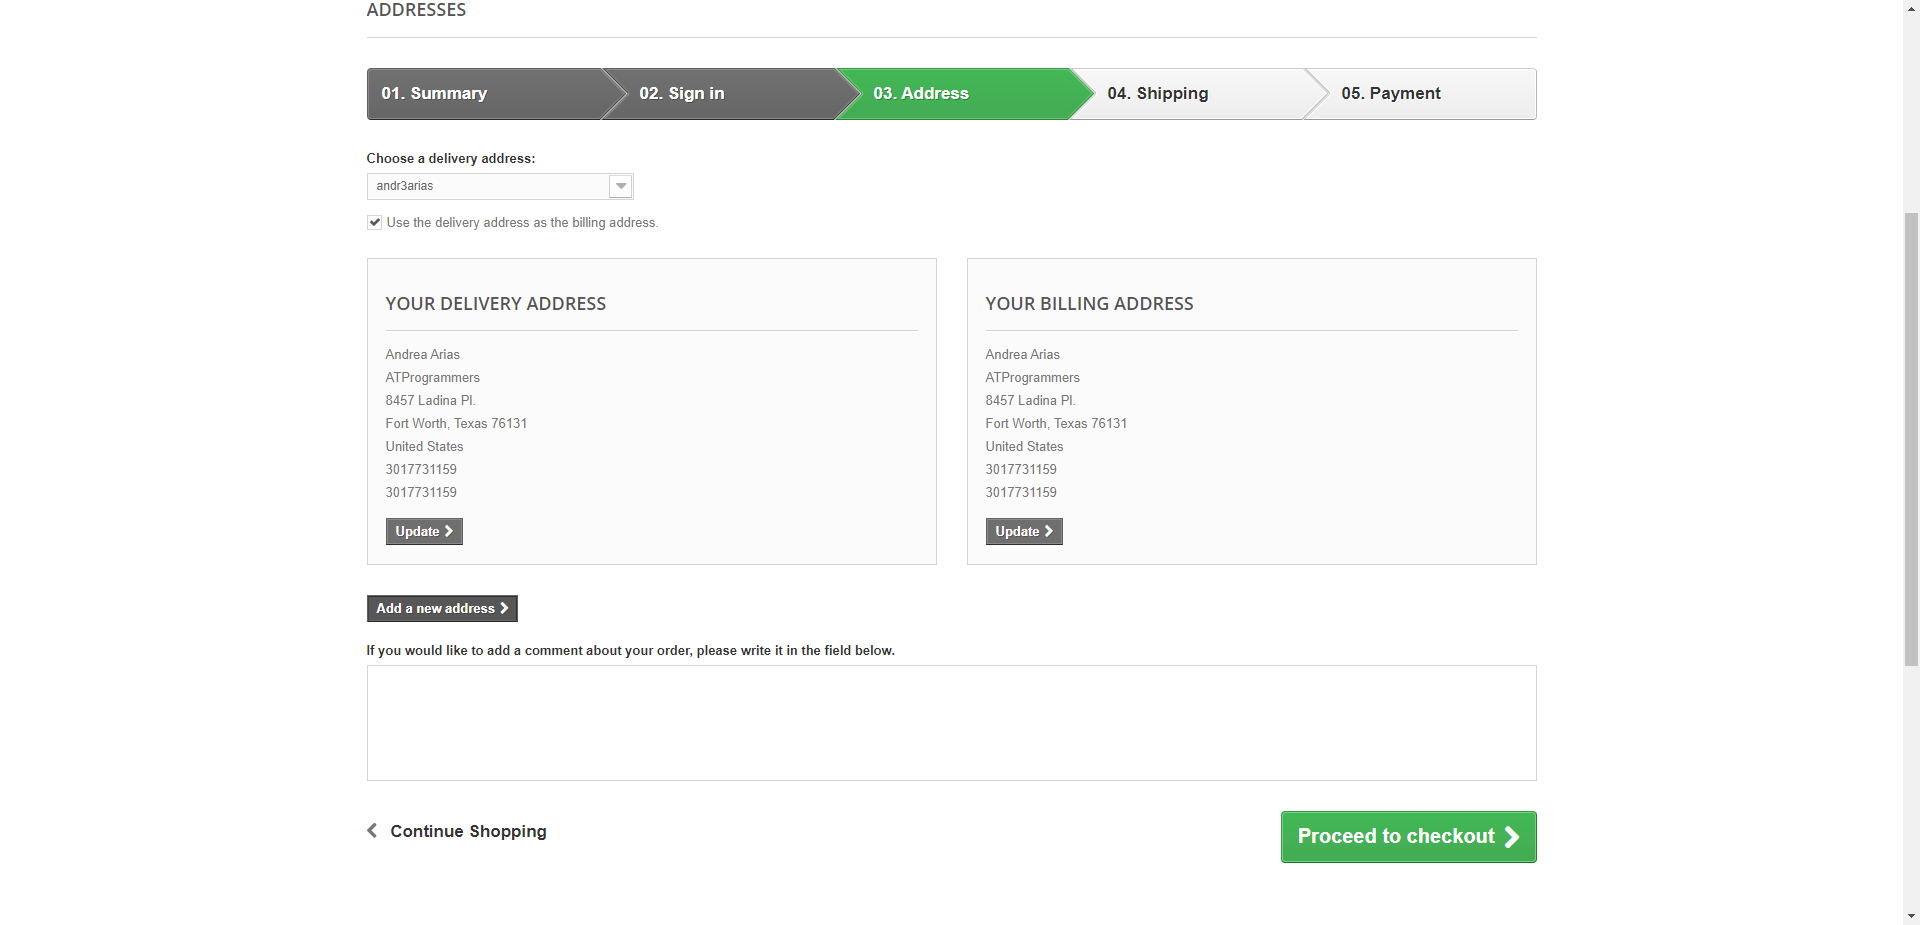 ADDRESSES
01. Summary
02. Sign in
03. Address
04. Shipping
05. Payment
Choose a delivery address:
andr3arias
Use the delivery address as the billing address.
YOUR DELIVERY ADDRESS
Andrea Arias
ATProgrammers
8457 Ladina Pl.
Fort Worth, Texas 76131
United States
3017731159
3017731159
Update
YOUR BILLING ADDRESS
Andrea Arias
ATProgrammers
8457 Ladina Pl.
Fort Worth, Texas 76131
United States
3017731159
3017731159
Update
Add a new address
If you would like to add a comment about your order, please write it in the field below.
Continue Shopping
Proceed to checkout